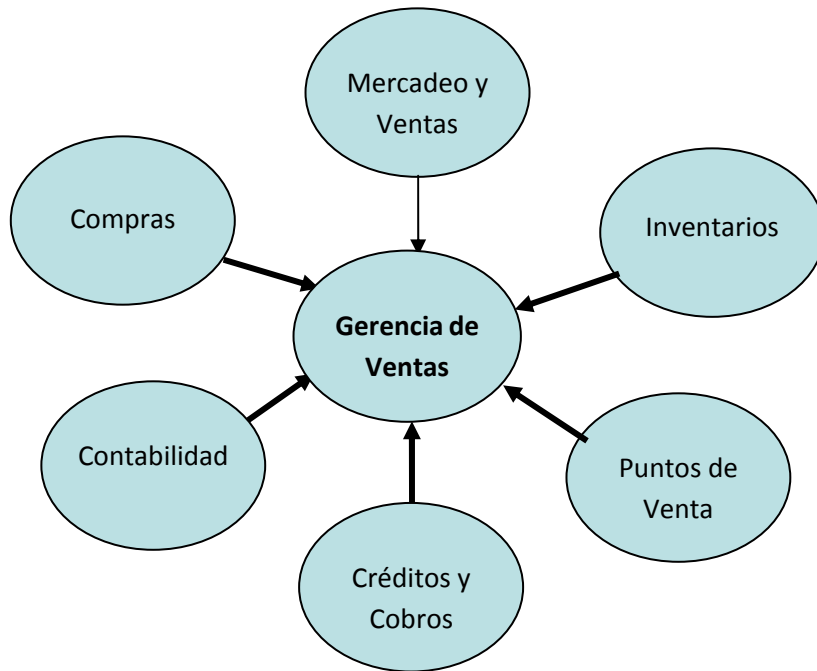 Mercadeo y
Ventas
Compras
Inventarios
Gerencia de
Ventas
Contabilidad
Puntos de
Venta
Créditos y
Cobros